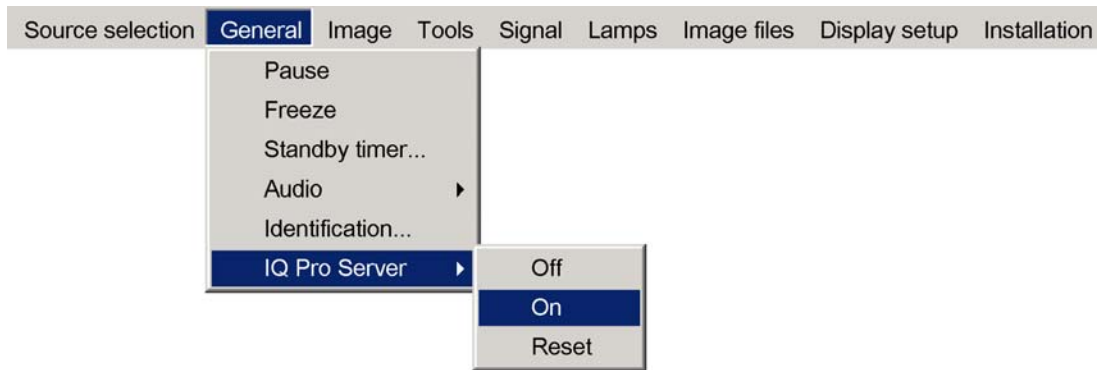 Source selection General Image Tools Signal Lamps Image files Display setup Installation
Pause
Freeze
Standby timer...
Audio
Identification...
IQ Pro Server
Off
On
Reset